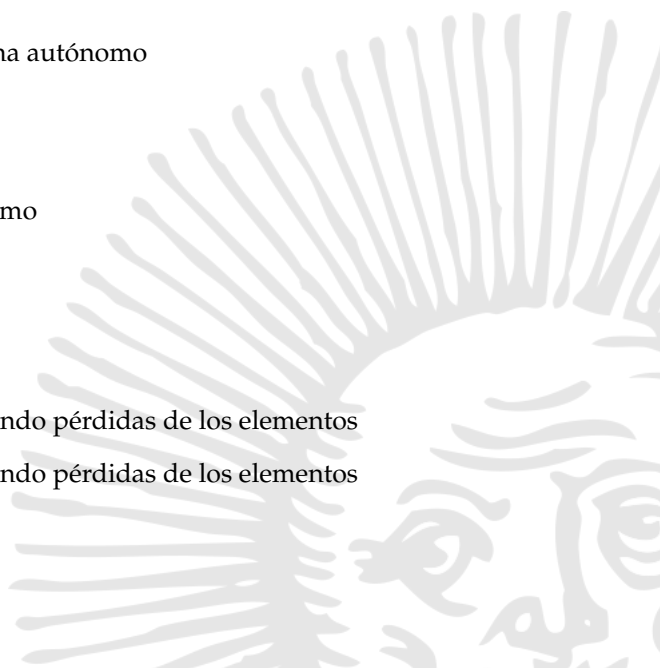 na autónomo
mo
ndo pérdidas de los elementos
ndo pérdidas de los elementos